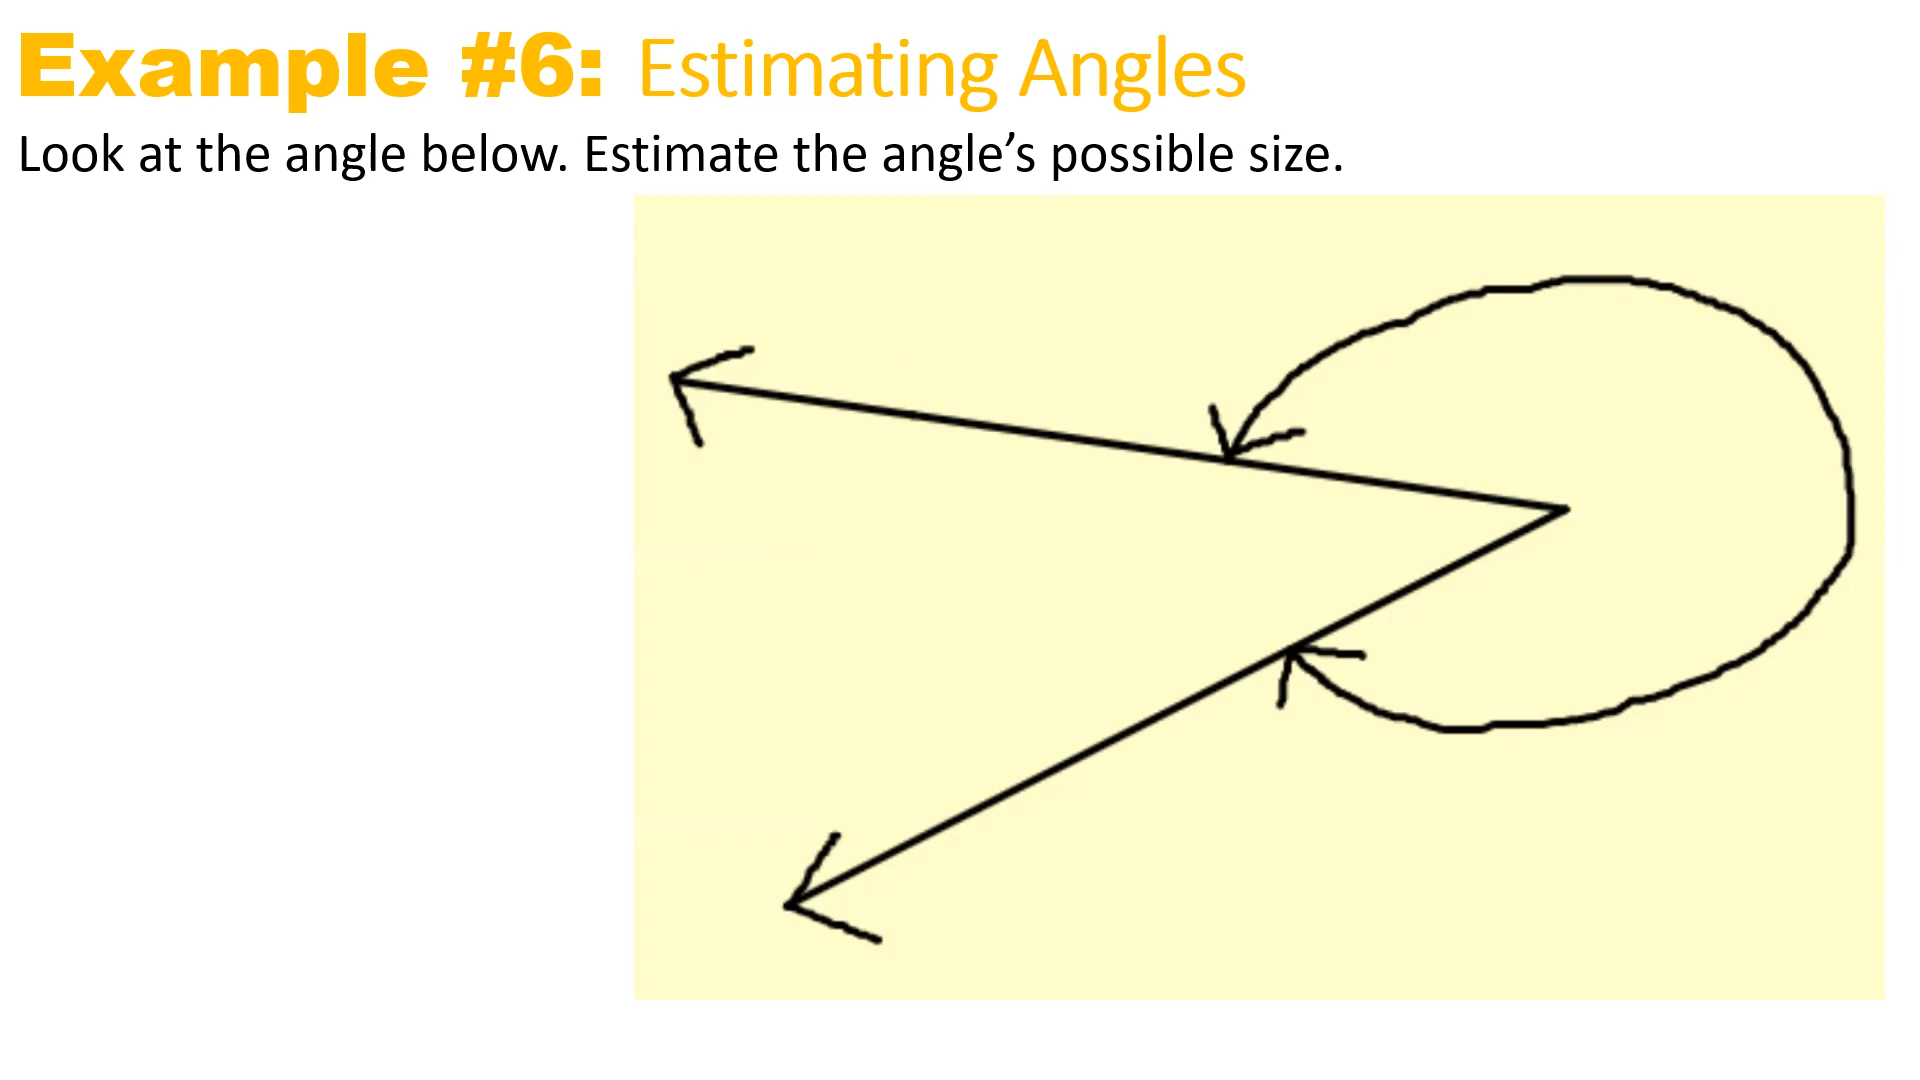 Example #6: Estimating Angles
Look at the angle below. Estimate the angle’s possible size.